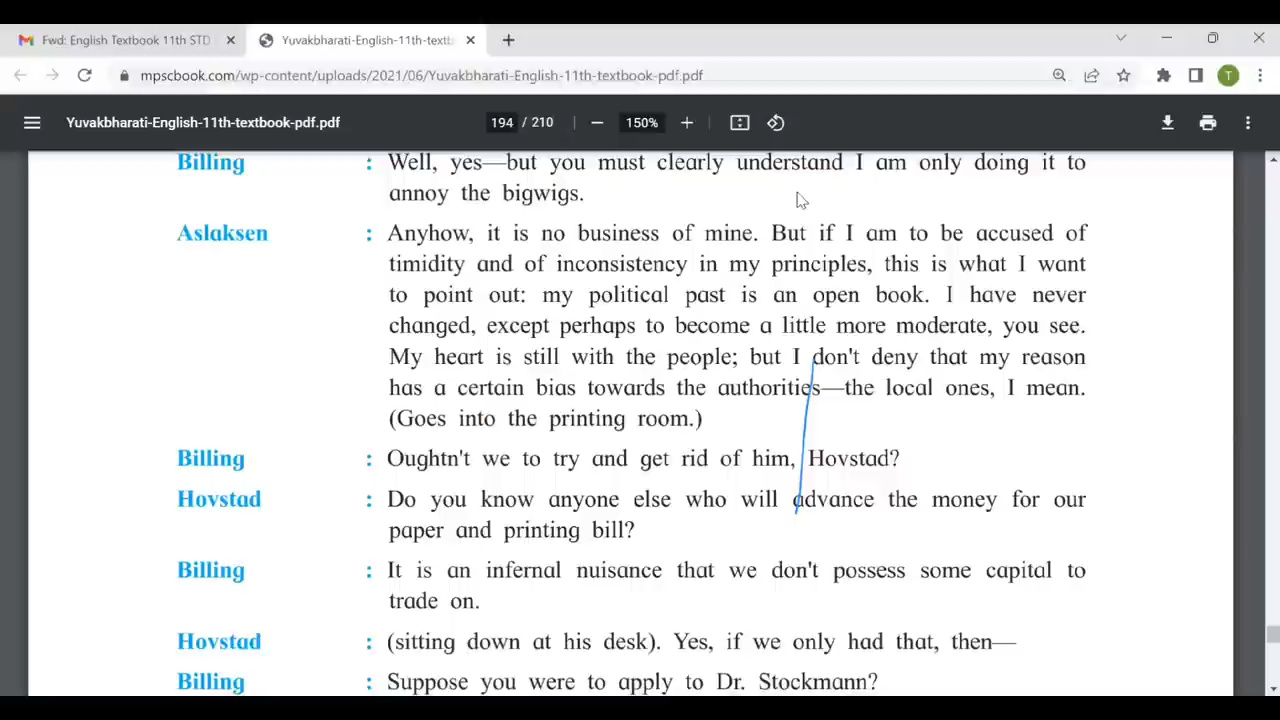 Fwd: English Textbook 11th STD
Yuvakbharati-English-11th-textb
mpscbook.com/wp-content/uploads/2021/06/Yuvakbharati-English-11th-textbook-pdf.pdf
T
Yuvakbharati-English-11th-textbook-pdf.pdf
194 / 210
150%
Billing : Well, yes—but you must clearly understand I am only doing it to
annoy the bigwigs.
Aslaksen : Anyhow, it is no business of mine. But if I am to be accused of
timidity and of inconsistency in my principles, this is what I want
to point out: my political past is an open book. I have never
changed, except perhaps to become a little more moderate, you see.
My heart is still with the people; but I don't deny that my reason
has a certain bias towards the authorities—the local ones, I mean.
(Goes into the printing room.)
Billing : Oughtn't we to try and get rid of him, Hovstad?
Hovstad : Do you know anyone else who will advance the money for our
paper and printing bill?
Billing : It is an infernal nuisance that we don't possess some capital to
trade on.
Hovstad : (sitting down at his desk). Yes, if we only had that, then—
Billing : Suppose you were to apply to Dr. Stockmann?